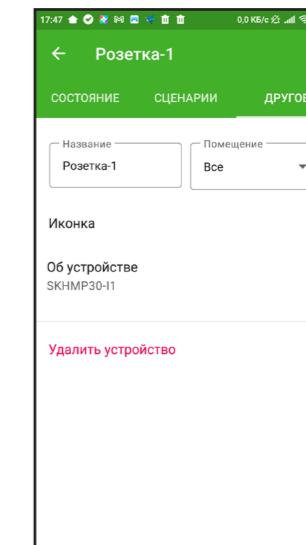 17:47 0,0 КБ/с
Розетка-1
СОСТОЯНИЕ СЦЕНАРИИ ДРУГОЕ
Название Помещение
Розетка-1 Все
Иконка
Об устройстве
SKHMP30-I1
Удалить устройство